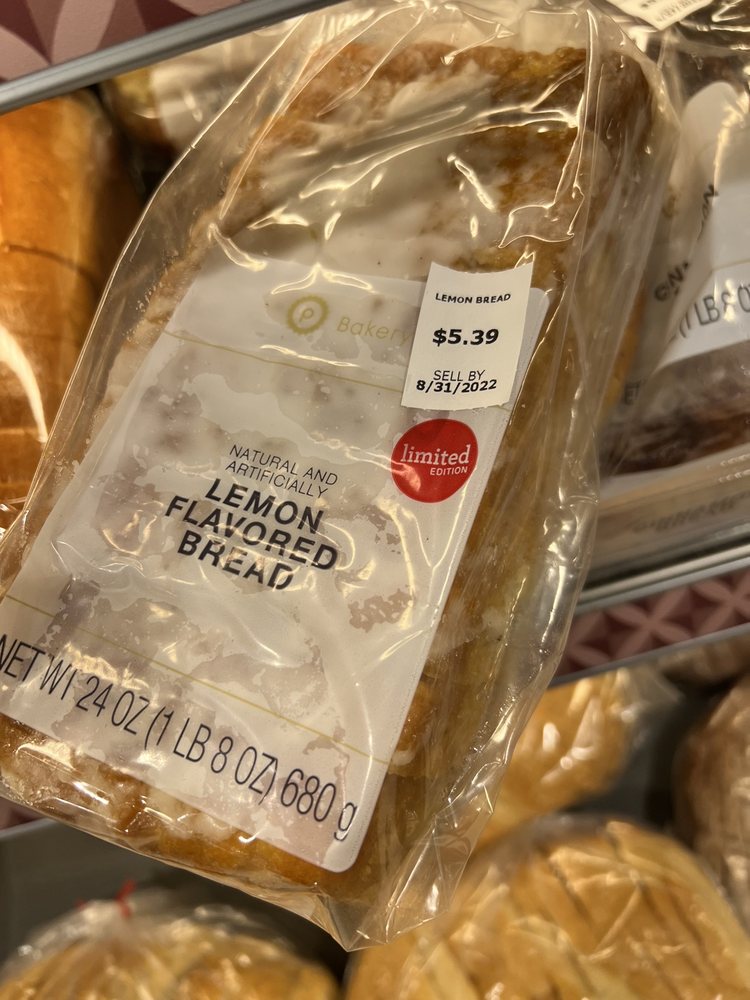 LEMON BREAD
$5.39
SELL BY
8/31/2022
P Bakery
limited
EDITION
NATURAL AND
ARTIFICIALLY
LEMON
FLAVORED
BREAD
NET WT 24 OZ (1 LB 8 OZ) 680 g